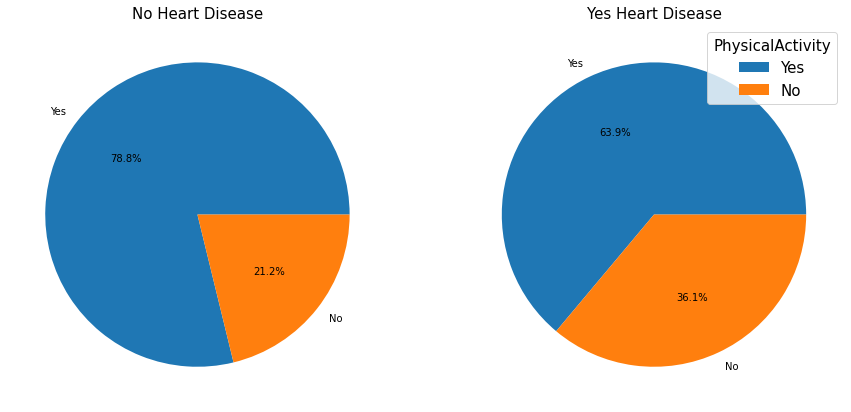 No Heart Disease
Yes
78.8%
21.2%
No
Yes Heart Disease
PhysicalActivity
Yes
No
Yes
63.9%
36.1%
No